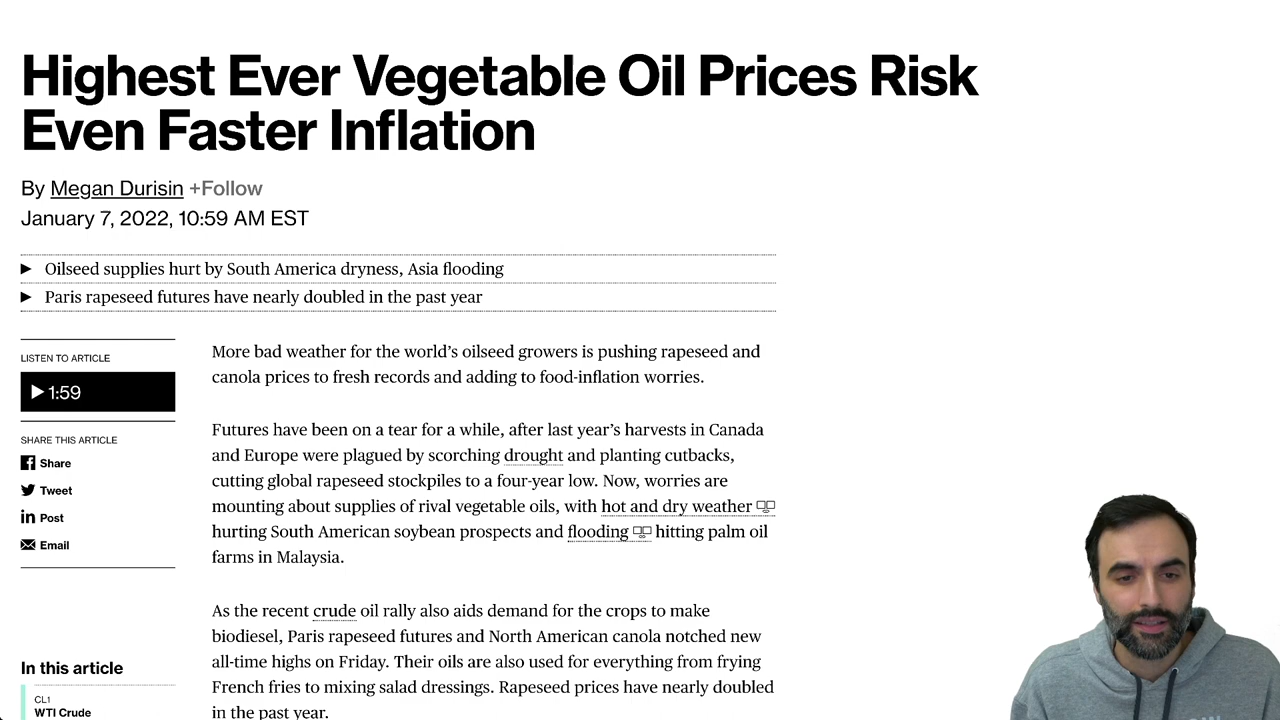 Highest Ever Vegetable Oil Prices Risk
Even Faster Inflation
By Megan Durisin +Follow
January 7, 2022, 10:59 AM EST
Oilseed supplies hurt by South America dryness, Asia flooding
Paris rapeseed futures have nearly doubled in the past year
LISTEN TO ARTICLE
1:59
SHARE THIS ARTICLE
Share
Tweet
Post
Email
In this article
CL1
WTI Crude
More bad weather for the world’s oilseed growers is pushing rapeseed and
canola prices to fresh records and adding to food-inflation worries.
Futures have been on a tear for a while, after last year’s harvests in Canada
and Europe were plagued by scorching drought and planting cutbacks,
cutting global rapeseed stockpiles to a four-year low. Now, worries are
mounting about supplies of rival vegetable oils, with hot and dry weather
hurting South American soybean prospects and flooding hitting palm oil
farms in Malaysia.
As the recent crude oil rally also aids demand for the crops to make
biodiesel, Paris rapeseed futures and North American canola notched new
all-time highs on Friday. Their oils are also used for everything from frying
French fries to mixing salad dressings. Rapeseed prices have nearly doubled
in the past year.